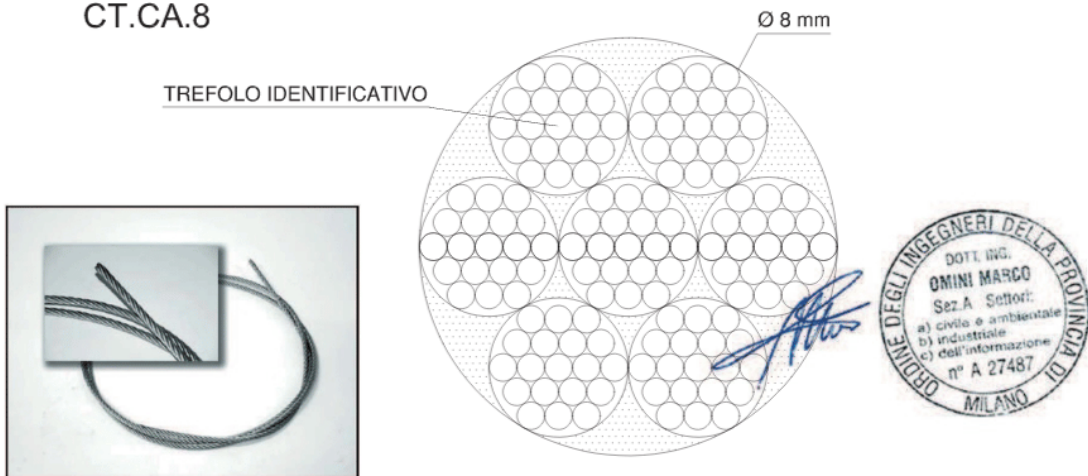 CT.CA.8
Ø 8 mm
TREFOLO IDENTIFICATIVO
ORDINE DEGLI INGEGNERI DELLA PROVINCIA DI MILANO
DOTT. ING.
OMINI MARCO
Sez.A Settori:
a) civile e ambientale
b) industriale
c) dell'informazione
n° A 27487